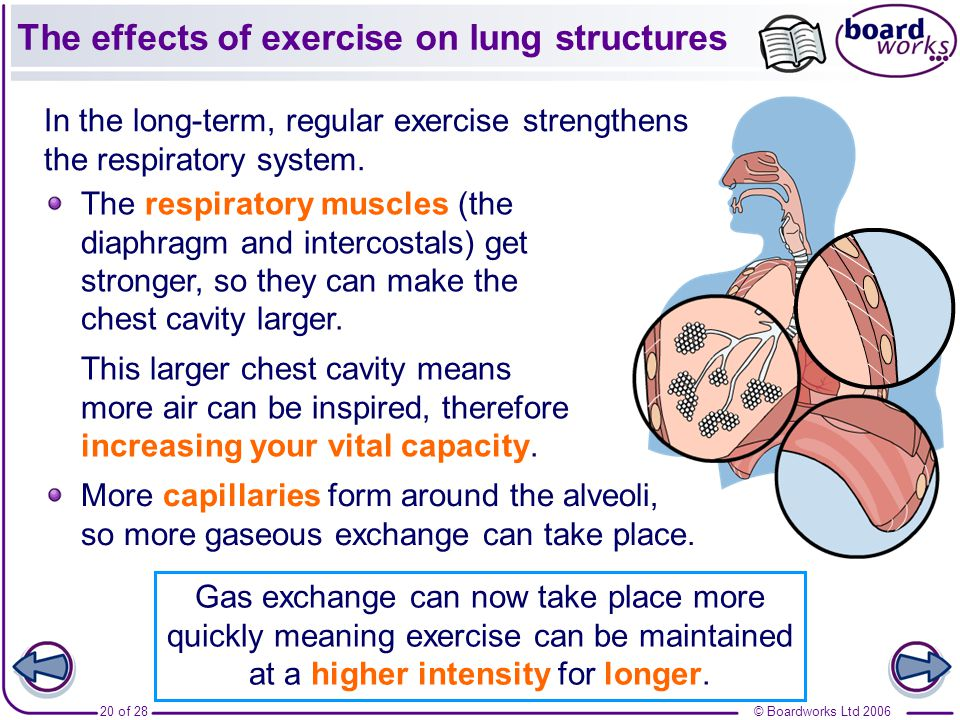 The effects of exercise on lung structures
board
works
In the long-term, regular exercise strengthens
the respiratory system.
The respiratory muscles (the
diaphragm and intercostals) get
stronger, so they can make the
chest cavity larger.
This larger chest cavity means
more air can be inspired, therefore
increasing your vital capacity.
More capillaries form around the alveoli,
so more gaseous exchange can take place.
Gas exchange can now take place more
quickly meaning exercise can be maintained
at a higher intensity for longer.
20 of 28
© Boardworks Ltd 2006